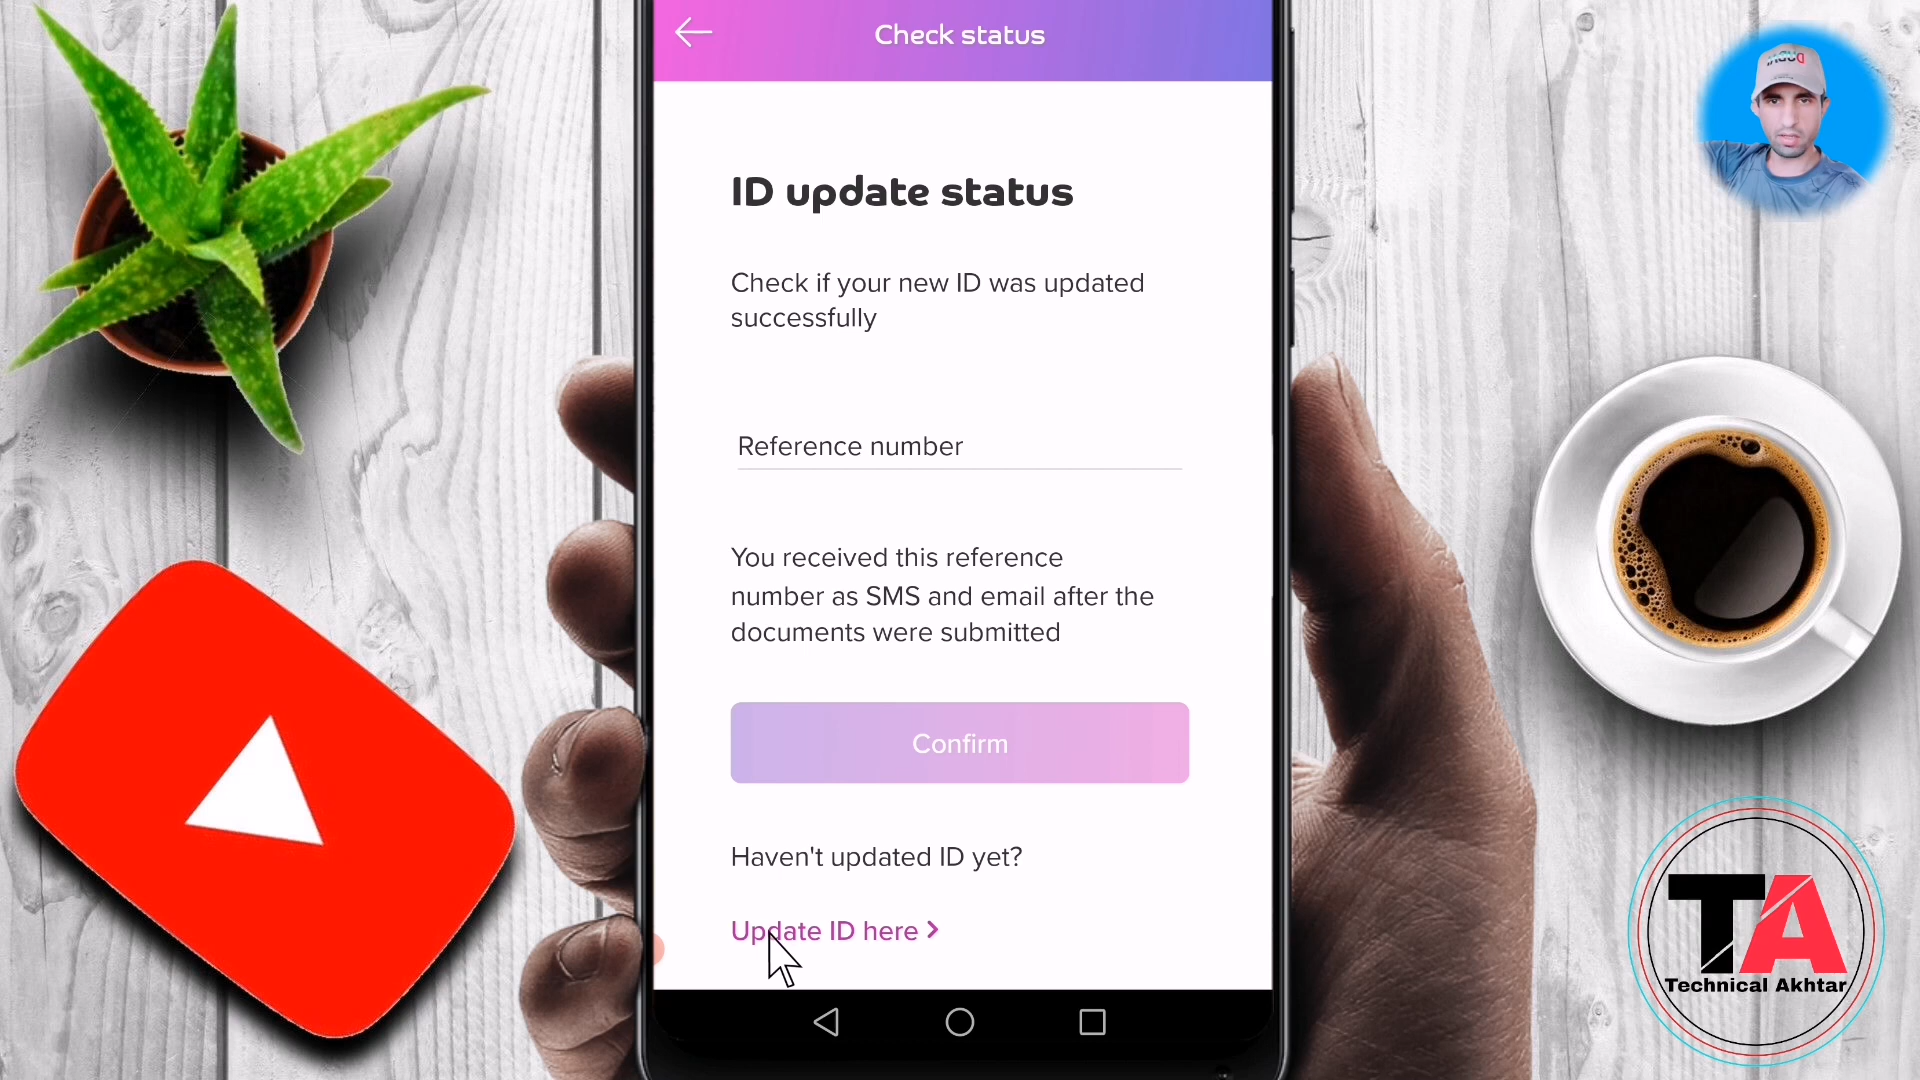 Check status
ID update status
Check if your new ID was updated
successfully
Reference number
You received this reference
number as SMS and email after the
documents were submitted
Confirm
Haven't updated ID yet?
Update ID here
TA
Technical Akhtar